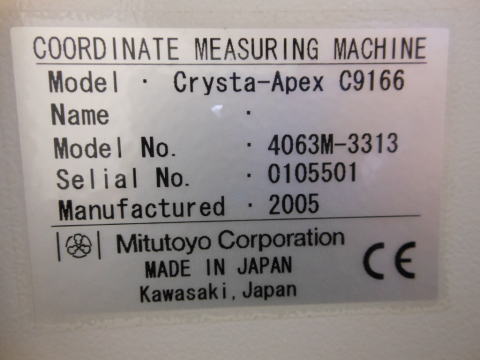 COORDINATE MEASURING MACHINE
Model · Crysta-Apex C9166
Name ·
Model No. · 4063M-3313
Selial No. · 0105501
Manufactured · 2005
Mitutoyo Corporation
MADE IN JAPAN
Kawasaki, Japan
CE